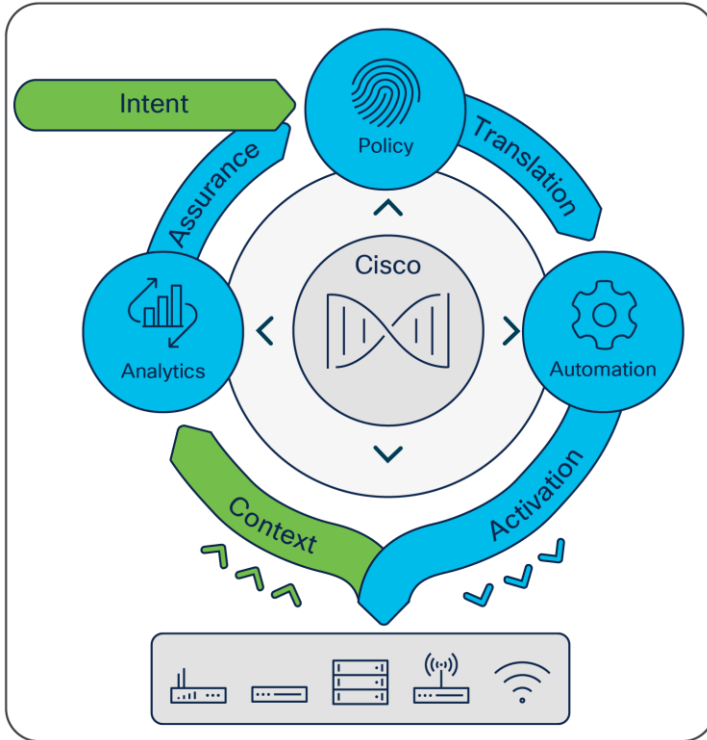 Intent
Policy
Translation
Assurance
Cisco
Analytics
Automation
Context
Activation